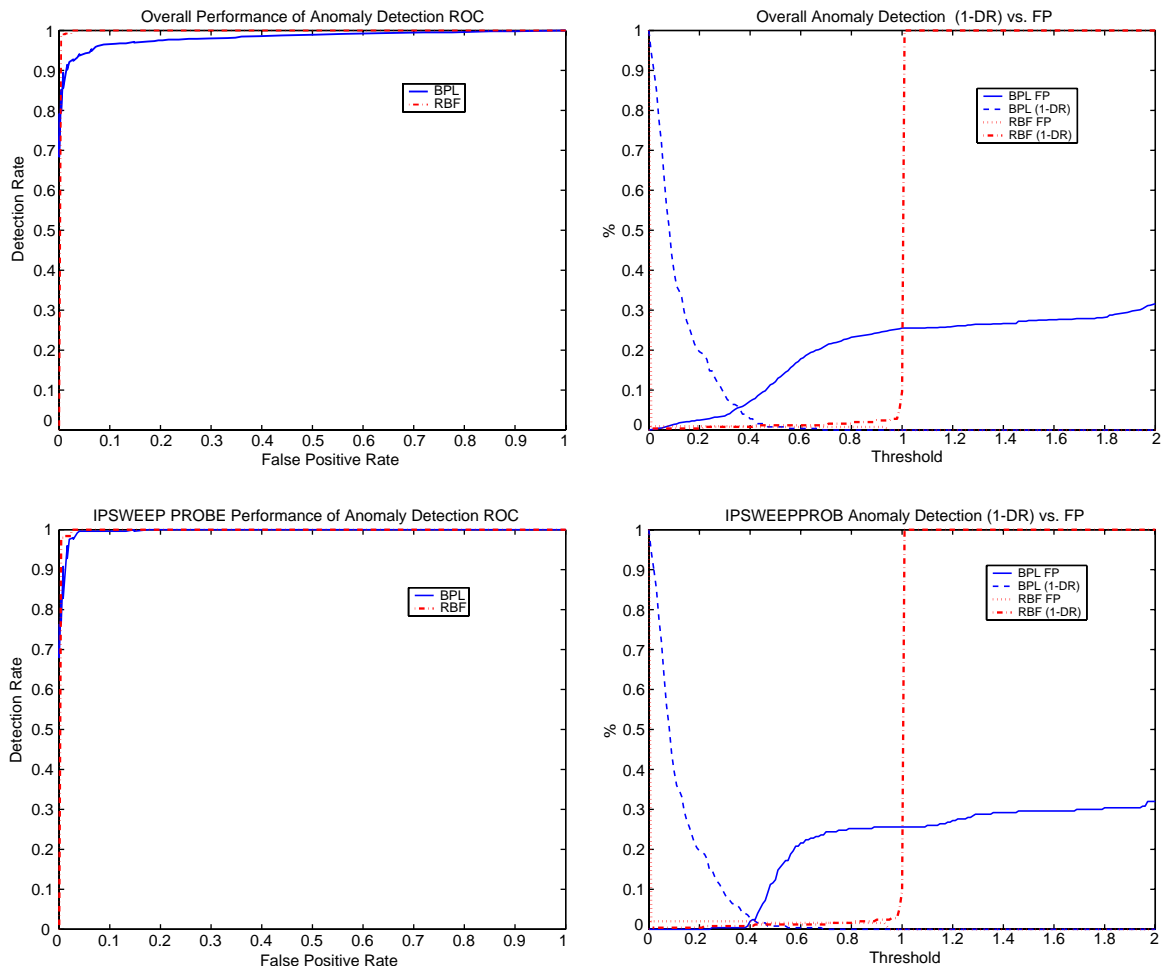 Overall Performance of Anomaly Detection ROC
1
0.9
0.8
0.7
0.6
0.5
0.4
0.3
0.2
0.1
0
Detection Rate
BPL
RBF
0 0.1 0.2 0.3 0.4 0.5 0.6 0.7 0.8 0.9 1
False Positive Rate
Overall Anomaly Detection (1-DR) vs. FP
1
0.9
0.8
0.7
0.6
0.5
0.4
0.3
0.2
0.1
0
%
BPL FP
BPL (1-DR)
RBF FP
RBF (1-DR)
0 0.2 0.4 0.6 0.8 1 1.2 1.4 1.6 1.8 2
Threshold
IPSWEEP PROBE Performance of Anomaly Detection ROC
1
0.9
0.8
0.7
0.6
0.5
0.4
0.3
0.2
0.1
0
Detection Rate
BPL
RBF
0 0.1 0.2 0.3 0.4 0.5 0.6 0.7 0.8 0.9 1
False Positive Rate
IPSWEEPPROB Anomaly Detection (1-DR) vs. FP
1
0.9
0.8
0.7
0.6
0.5
0.4
0.3
0.2
0.1
0
%
BPL FP
BPL (1-DR)
RBF FP
RBF (1-DR)
0 0.2 0.4 0.6 0.8 1 1.2 1.4 1.6 1.8 2
Threshold